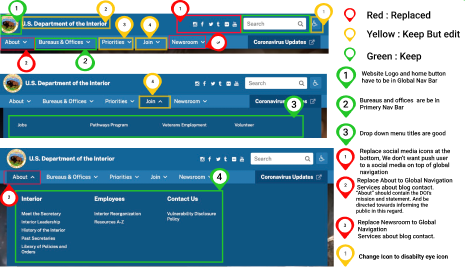 1
2
3
4
1
2
U.S. Department of the Interior
Search
About
Bureaus & Offices
Priorities
Join
Newsroom
Coronavirus Updates
2
2
U.S. Department of the Interior
4
Search
About
Bureaus & Offices
Priorities
Join
Newsroom
Coronavirus Updates
3
Jobs
Pathways Program
Veterans Employment
Volunteer
U.S. Department of the Interior
Search
About
Bureaus & Offices
Priorities
Join
Newsroom
Coronavirus Updates
4
Interior
Employees
Contact Us
Meet the Secretary
Interior Reorganization
Vulnerability Disclosure
Policy
Interior Leadership
Resources A-Z
History of the Interior
Past Secretaries
Library of Policies and
Orders
Red : Replaced
Yellow : Keep But edit
Green : Keep
1
Website Logo and home button
have to be in Global Nav Bar
2
Bureaus and offices are in
Primery Nav Bar
3
Drop down menu titles are good
1
Replace social media icons at the
bottom, We don't want push user
to a social media on top of global
navigation
2
Replace About to Global Navigation
Services about blog contact.
"About" should contain the DOI's
mission and statement. And be
directed towards informing the
public in this regard.
3
Replace Newsroom to Global
Navigation
Services about blog contact.
1
Change Icon to disablity eye icon